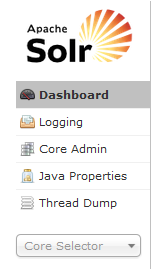 Apache
Solr
Dashboard
Logging
Core Admin
Java Properties
Thread Dump
Core Selector